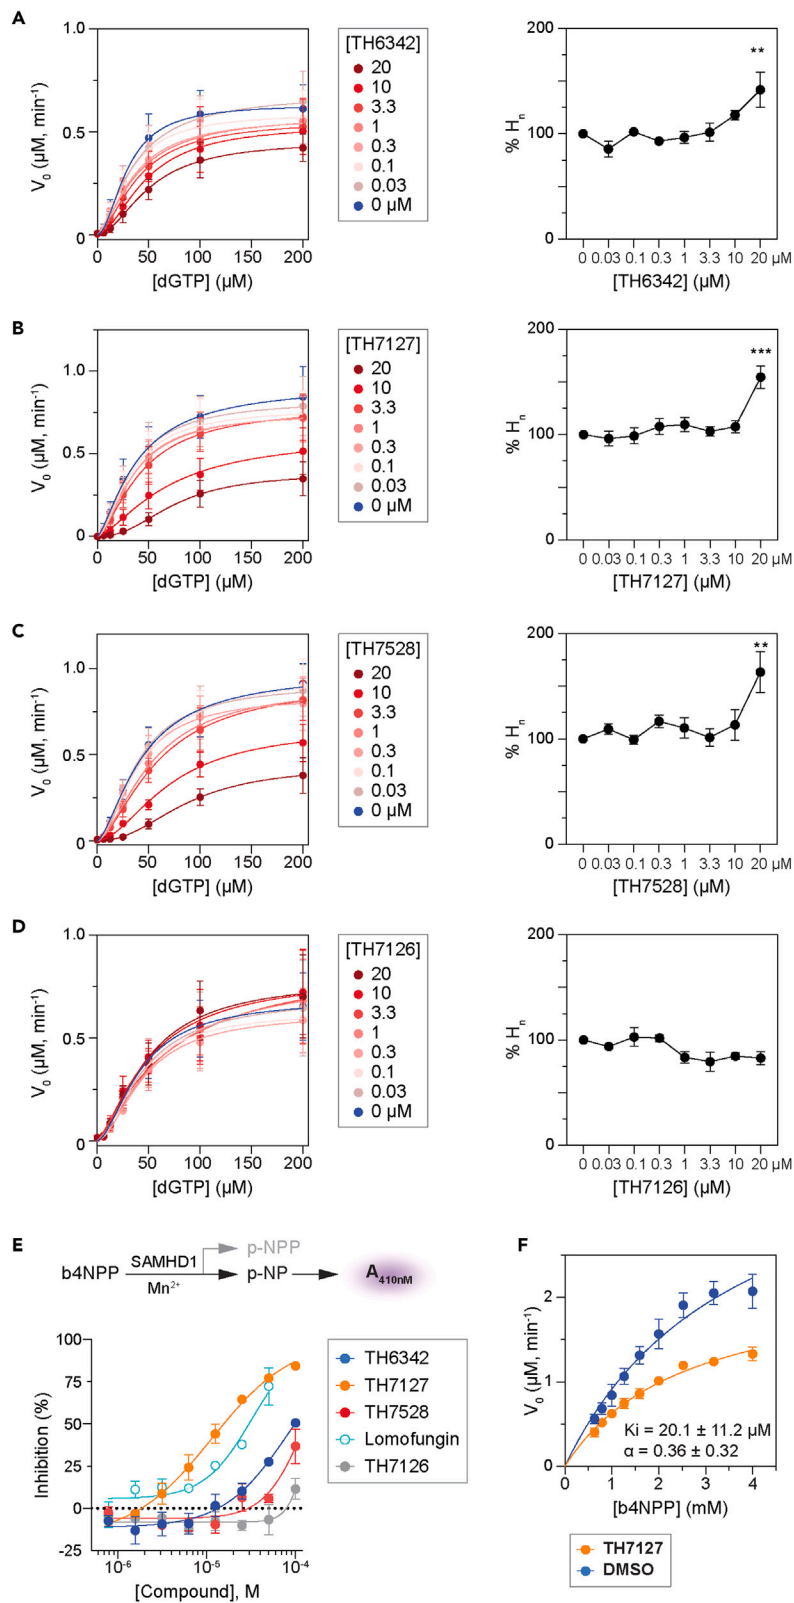 A
1.0
0.5
0
V0 (µM, min-1)
0 50 100 150 200
[dGTP] (µM)
[TH6342]
20
10
3.3
1
0.3
0.1
0.03
0 µM
200
100
0
% Hn
**
0 0.03 0.1 0.3 1 3.3 10 20 µM
[TH6342] (µM)
B
1.0
0.5
0
V0 (µM, min-1)
0 50 100 150 200
[dGTP] (µM)
[TH7127]
20
10
3.3
1
0.3
0.1
0.03
0 µM
200
100
0
% Hn
***
0 0.03 0.1 0.3 1 3.3 10 20 µM
[TH7127] (µM)
C
1.0
0.5
0
V0 (µM, min-1)
0 50 100 150 200
[dGTP] (µM)
[TH7528]
20
10
3.3
1
0.3
0.1
0.03
0 µM
200
100
0
% Hn
**
0 0.03 0.1 0.3 1 3.3 10 20 µM
[TH7528] (µM)
D
1.0
0.5
0
V0 (µM, min-1)
0 50 100 150 200
[dGTP] (µM)
[TH7126]
20
10
3.3
1
0.3
0.1
0.03
0 µM
200
100
0
% Hn
0 0.03 0.1 0.3 1 3.3 10 20 µM
[TH7126] (µM)
E
p-NPP
b4NPP SAMHD1 p-NP A410nM
Mn2+
100
75
50
25
0
-25
Inhibition (%)
10-6 10-5 10-4
[Compound], M
TH6342
TH7127
TH7528
Lomofungin
TH7126
F
2
1
0
V0 (µM, min-1)
Ki = 20.1 ± 11.2 µM
α = 0.36 ± 0.32
0 1 2 3 4
[b4NPP] (mM)
TH7127
DMSO